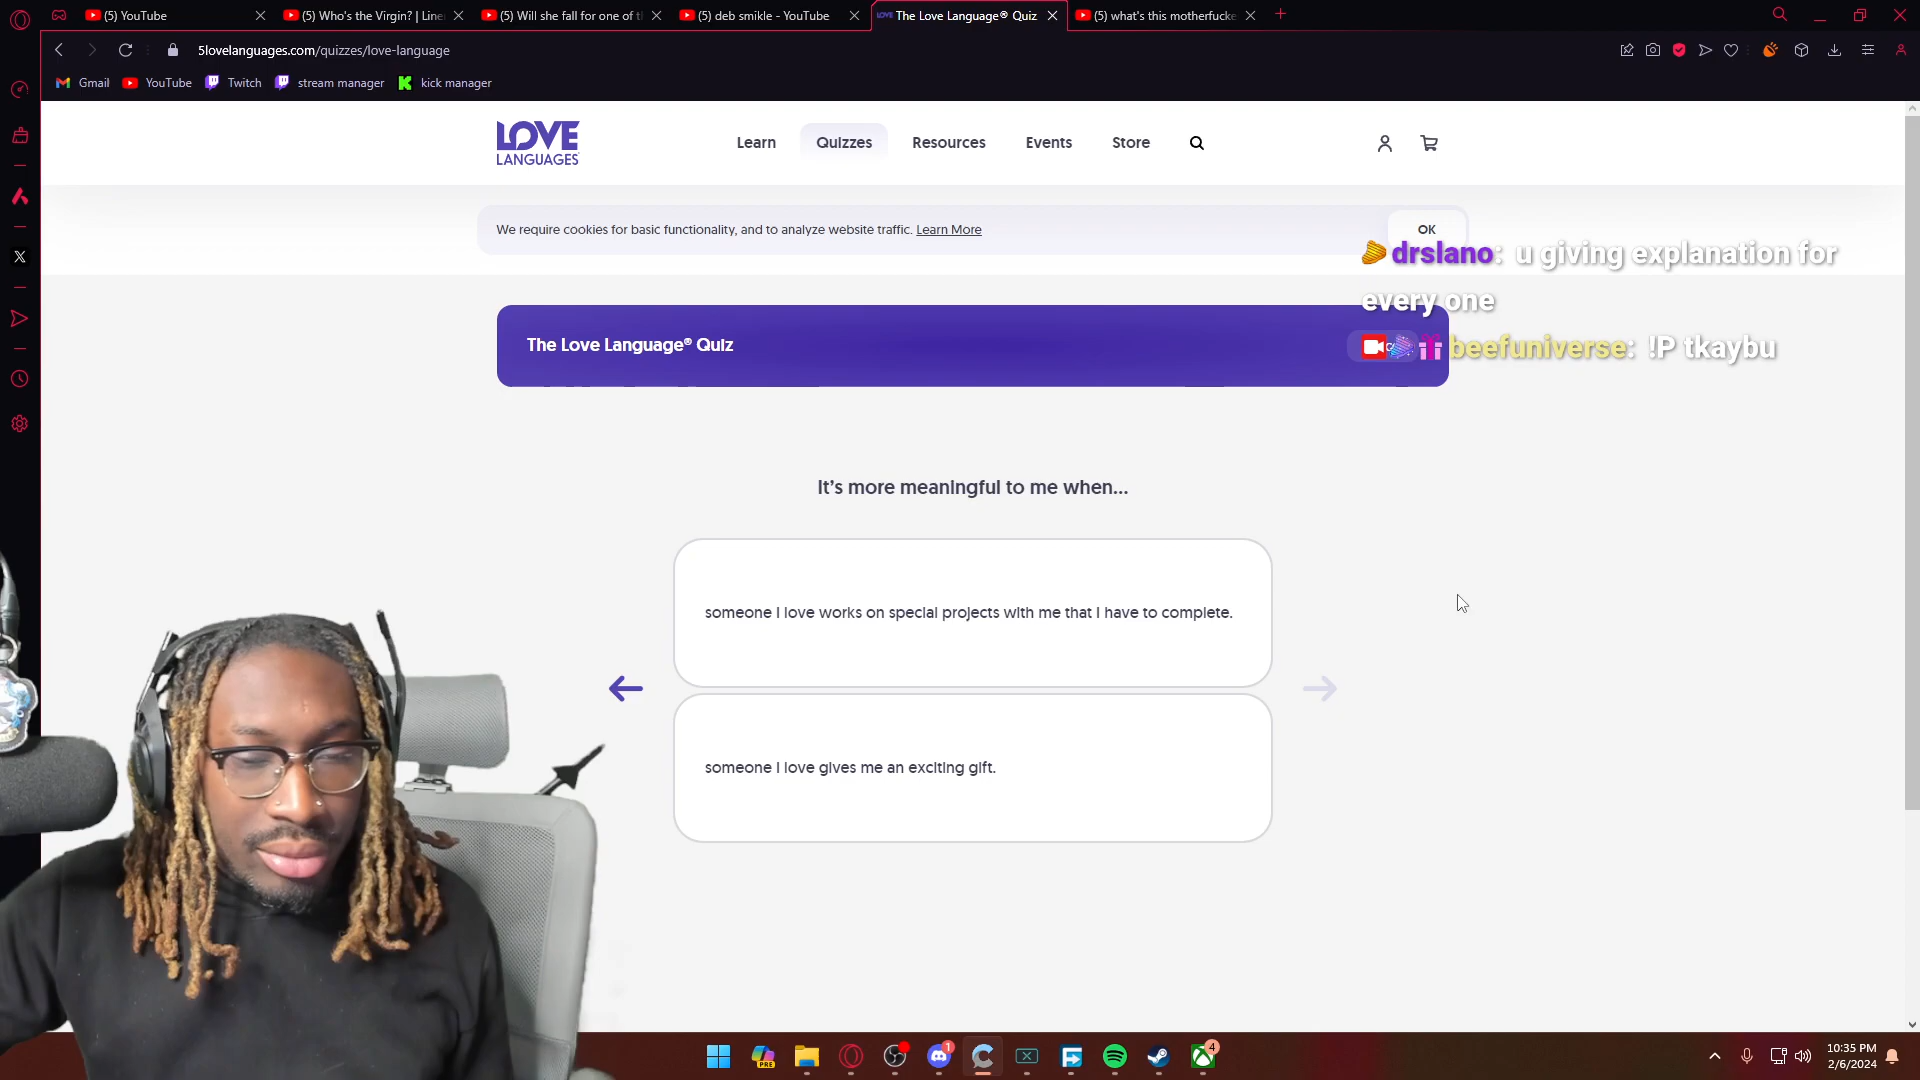 (5) YouTube
(5) Who's the Virgin? | Line
(5) Will she fall for one of t
(5) deb smikle - YouTube
LOVE The Love Language® Quiz
(5) what's this motherfucke
5lovelanguages.com/quizzes/love-language
Gmail YouTube Twitch stream manager kick manager
LOVE
LANGUAGES
Learn Quizzes Resources Events Store
We require cookies for basic functionality, and to analyze website traffic. Learn More
OK
drslano: u giving explanation for
every one
The Love Language® Quiz
beefuniverse: !P tkaybu
It's more meaningful to me when...
someone I love works on special projects with me that I have to complete.
someone I love gives me an exciting gift.
PRE
1
4
10:35 PM
2/6/2024